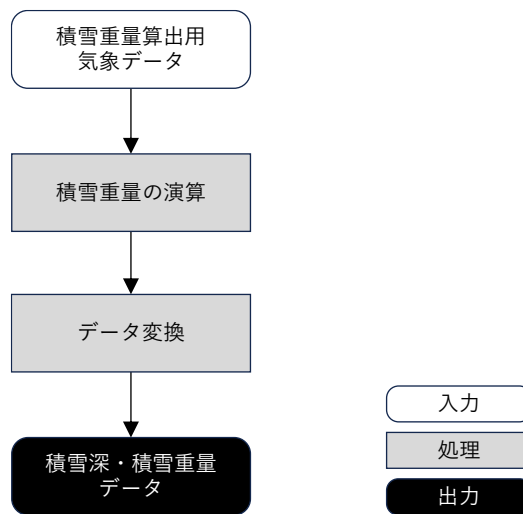 積雪重量算出用
気象データ
積雪重量の演算
データ変換
積雪深・積雪重量
データ
入力
処理
出力